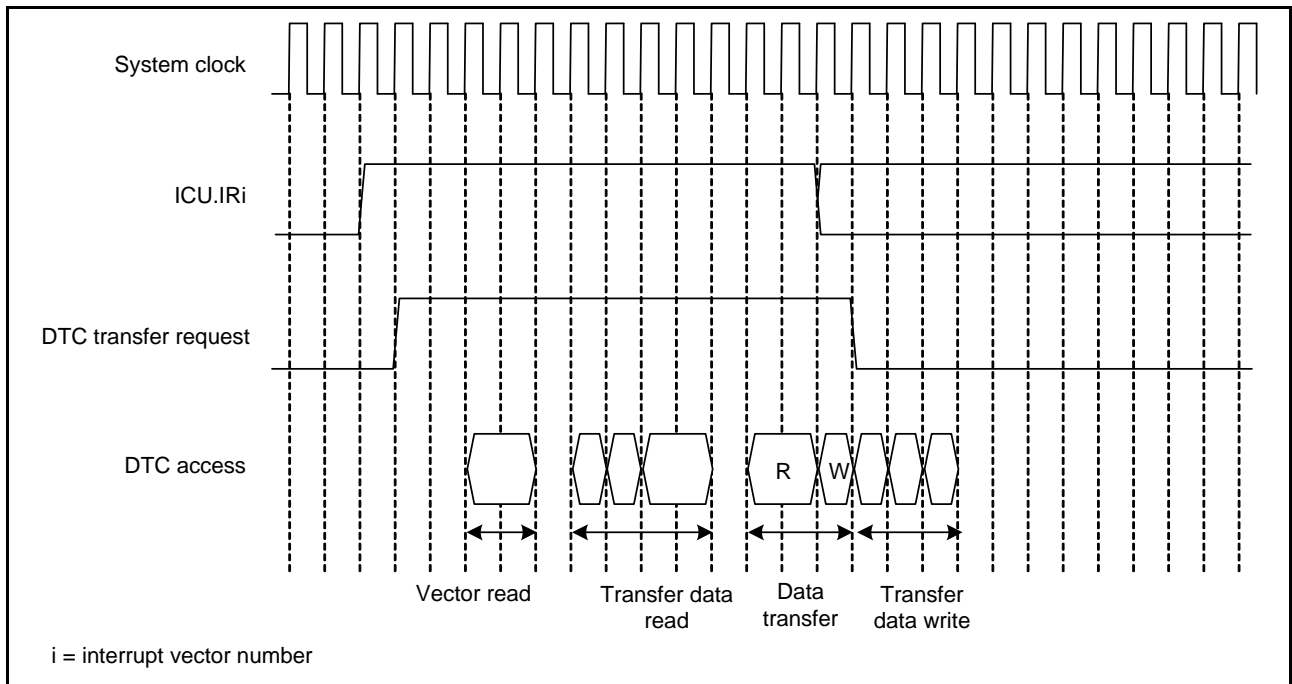 System clock
ICU.IRi
DTC transfer request
DTC access
R
W
Vector read
Transfer data
read
Data
transfer
Transfer
data write
i = interrupt vector number